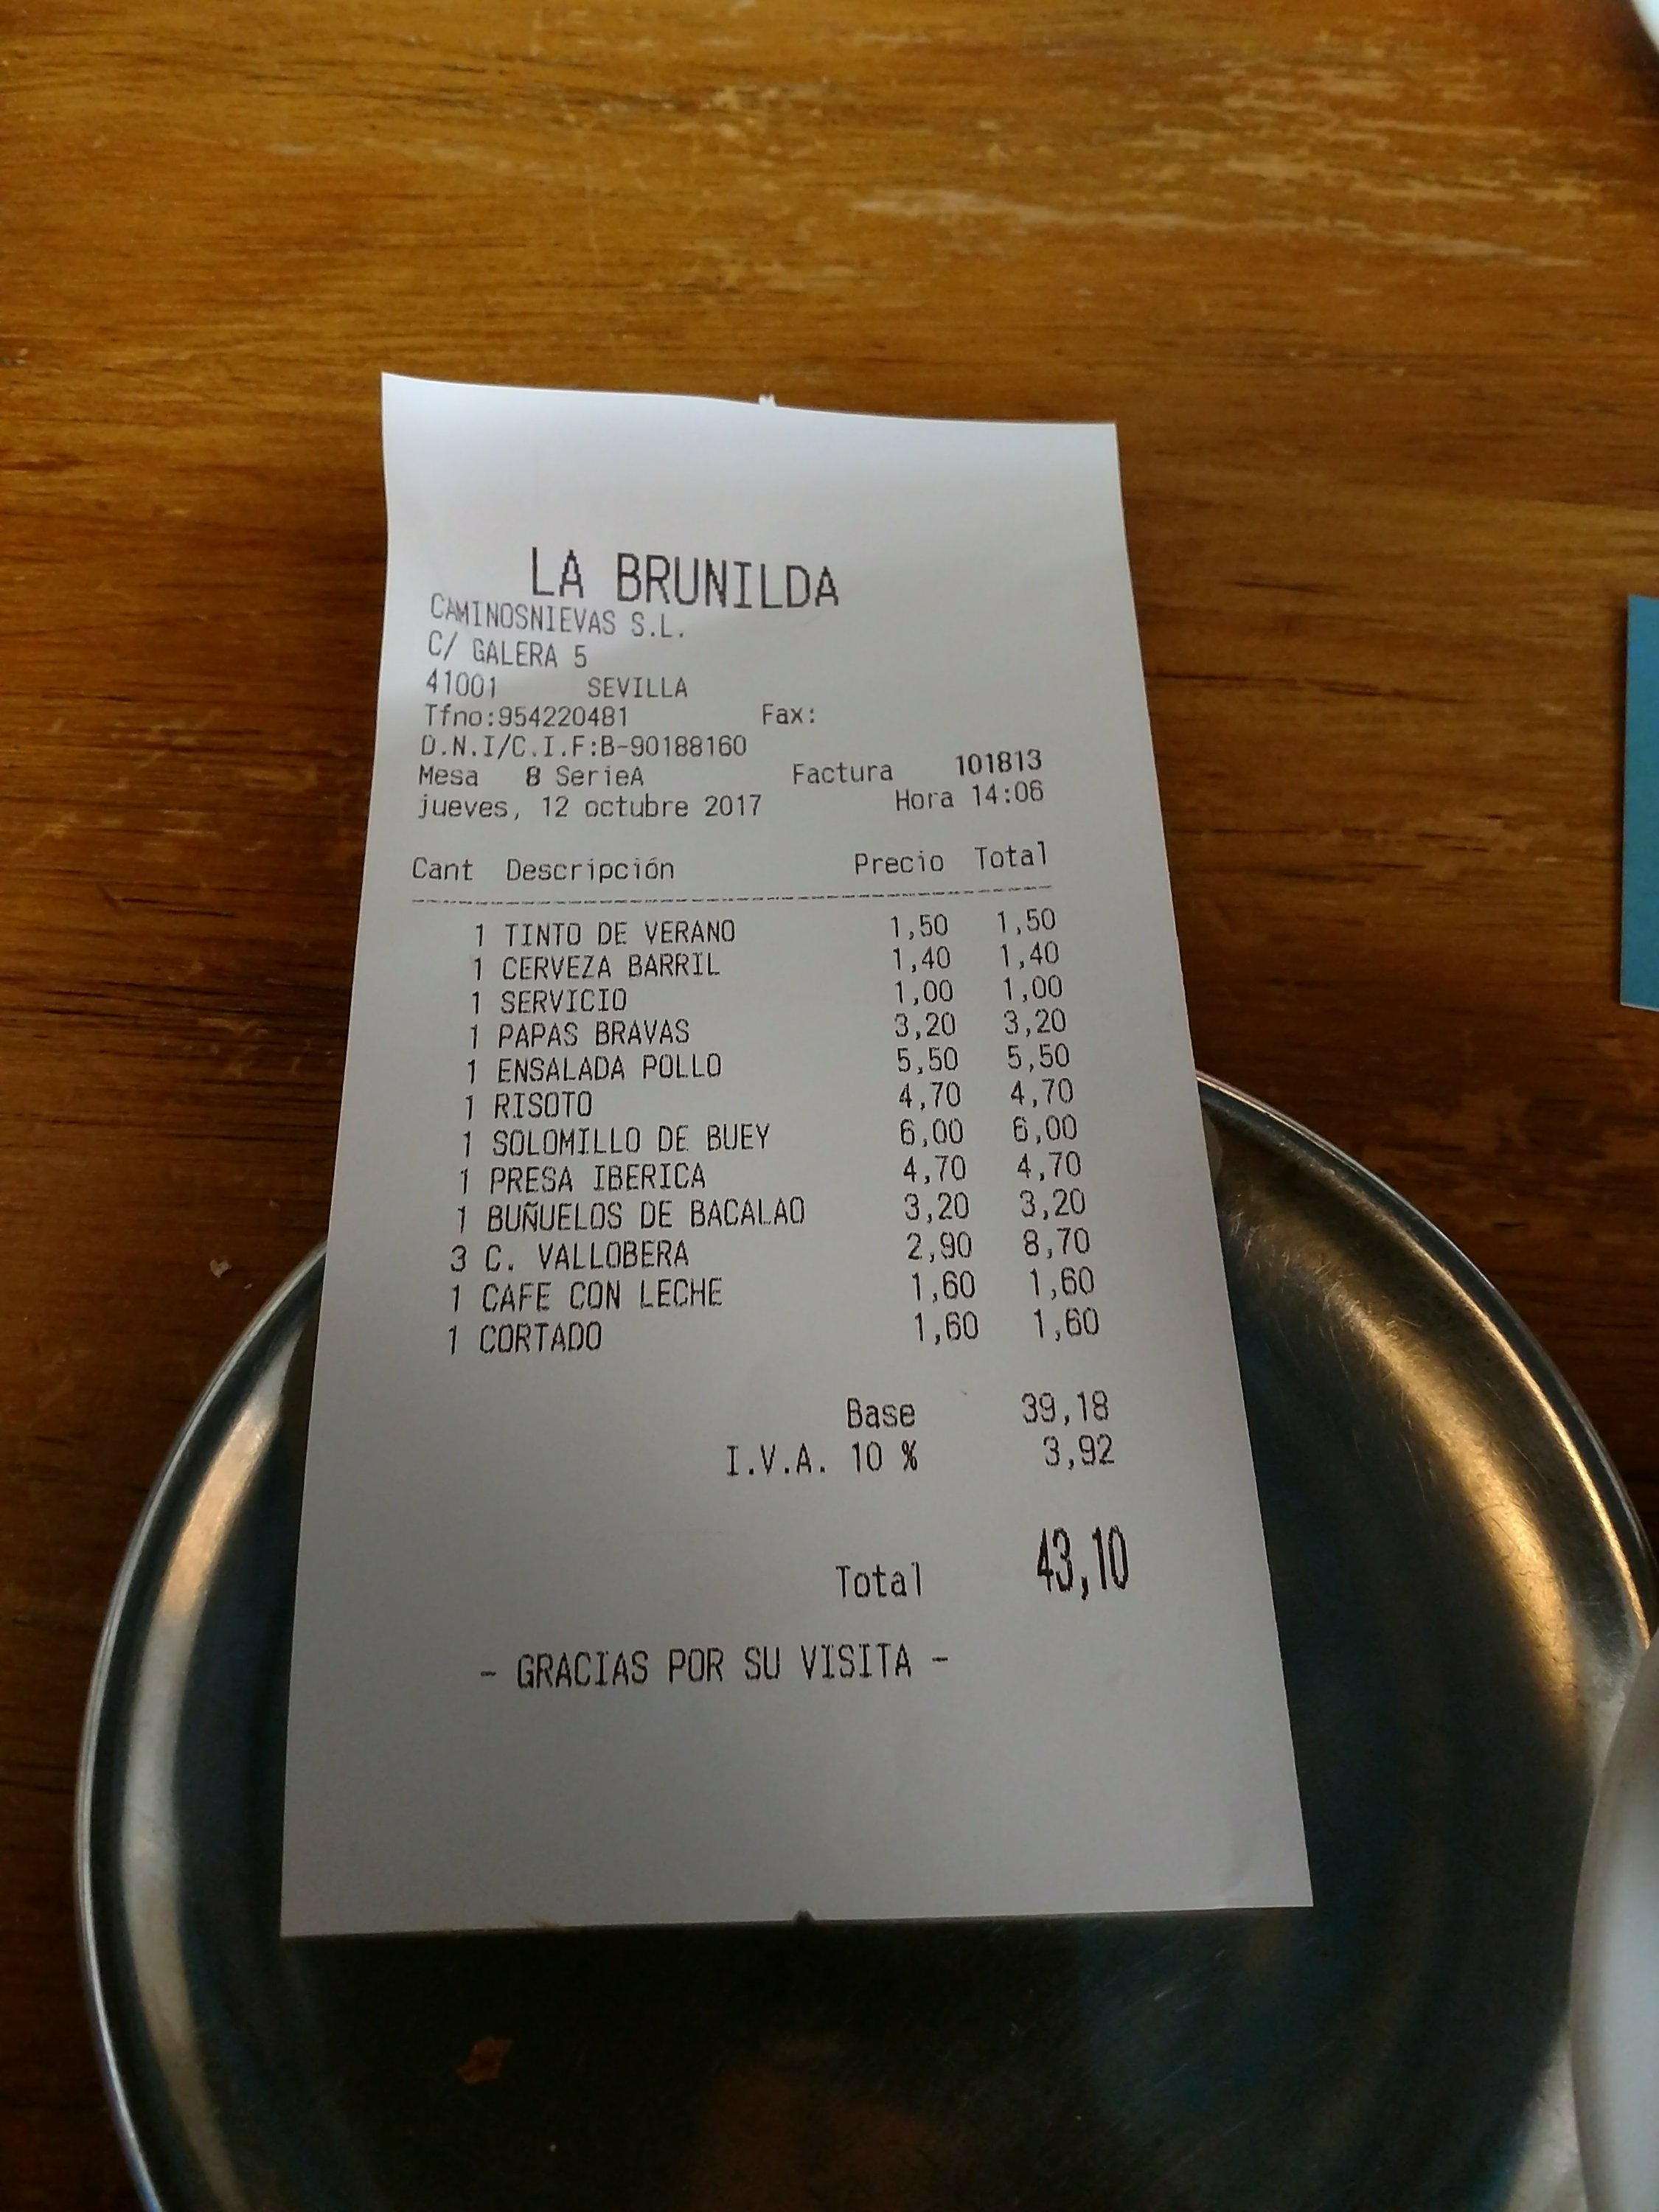 LA BRUNILDA
CAMINOSNIEVAS S.L.
C/ GALERA 5
41001 SEVILLA
Tfno:954220481 Fax:
D.N.I/C.I.F:B-90188160
Mesa 8 SerieA Factura 101813
jueves, 12 octubre 2017 Hora 14:06
Cant Descripción Precio Total
1 TINTO DE VERANO 1,50 1,50
1 CERVEZA BARRIL 1,40 1,40
1 SERVICIO 1,00 1,00
1 PAPAS BRAVAS 3,20 3,20
1 ENSALADA POLLO 5,50 5,50
1 RISOTO 4,70 4,70
1 SOLOMILLO DE BUEY 6,00 6,00
1 PRESA IBERICA 4,70 4,70
1 BUÑUELOS DE BACALAO 3,20 3,20
3 C. VALLOBERA 2,90 8,70
1 CAFE CON LECHE 1,60 1,60
1 CORTADO 1,60 1,60
Base 39,18
I.V.A. 10 % 3,92
Total 43,10
- GRACIAS POR SU VISITA -